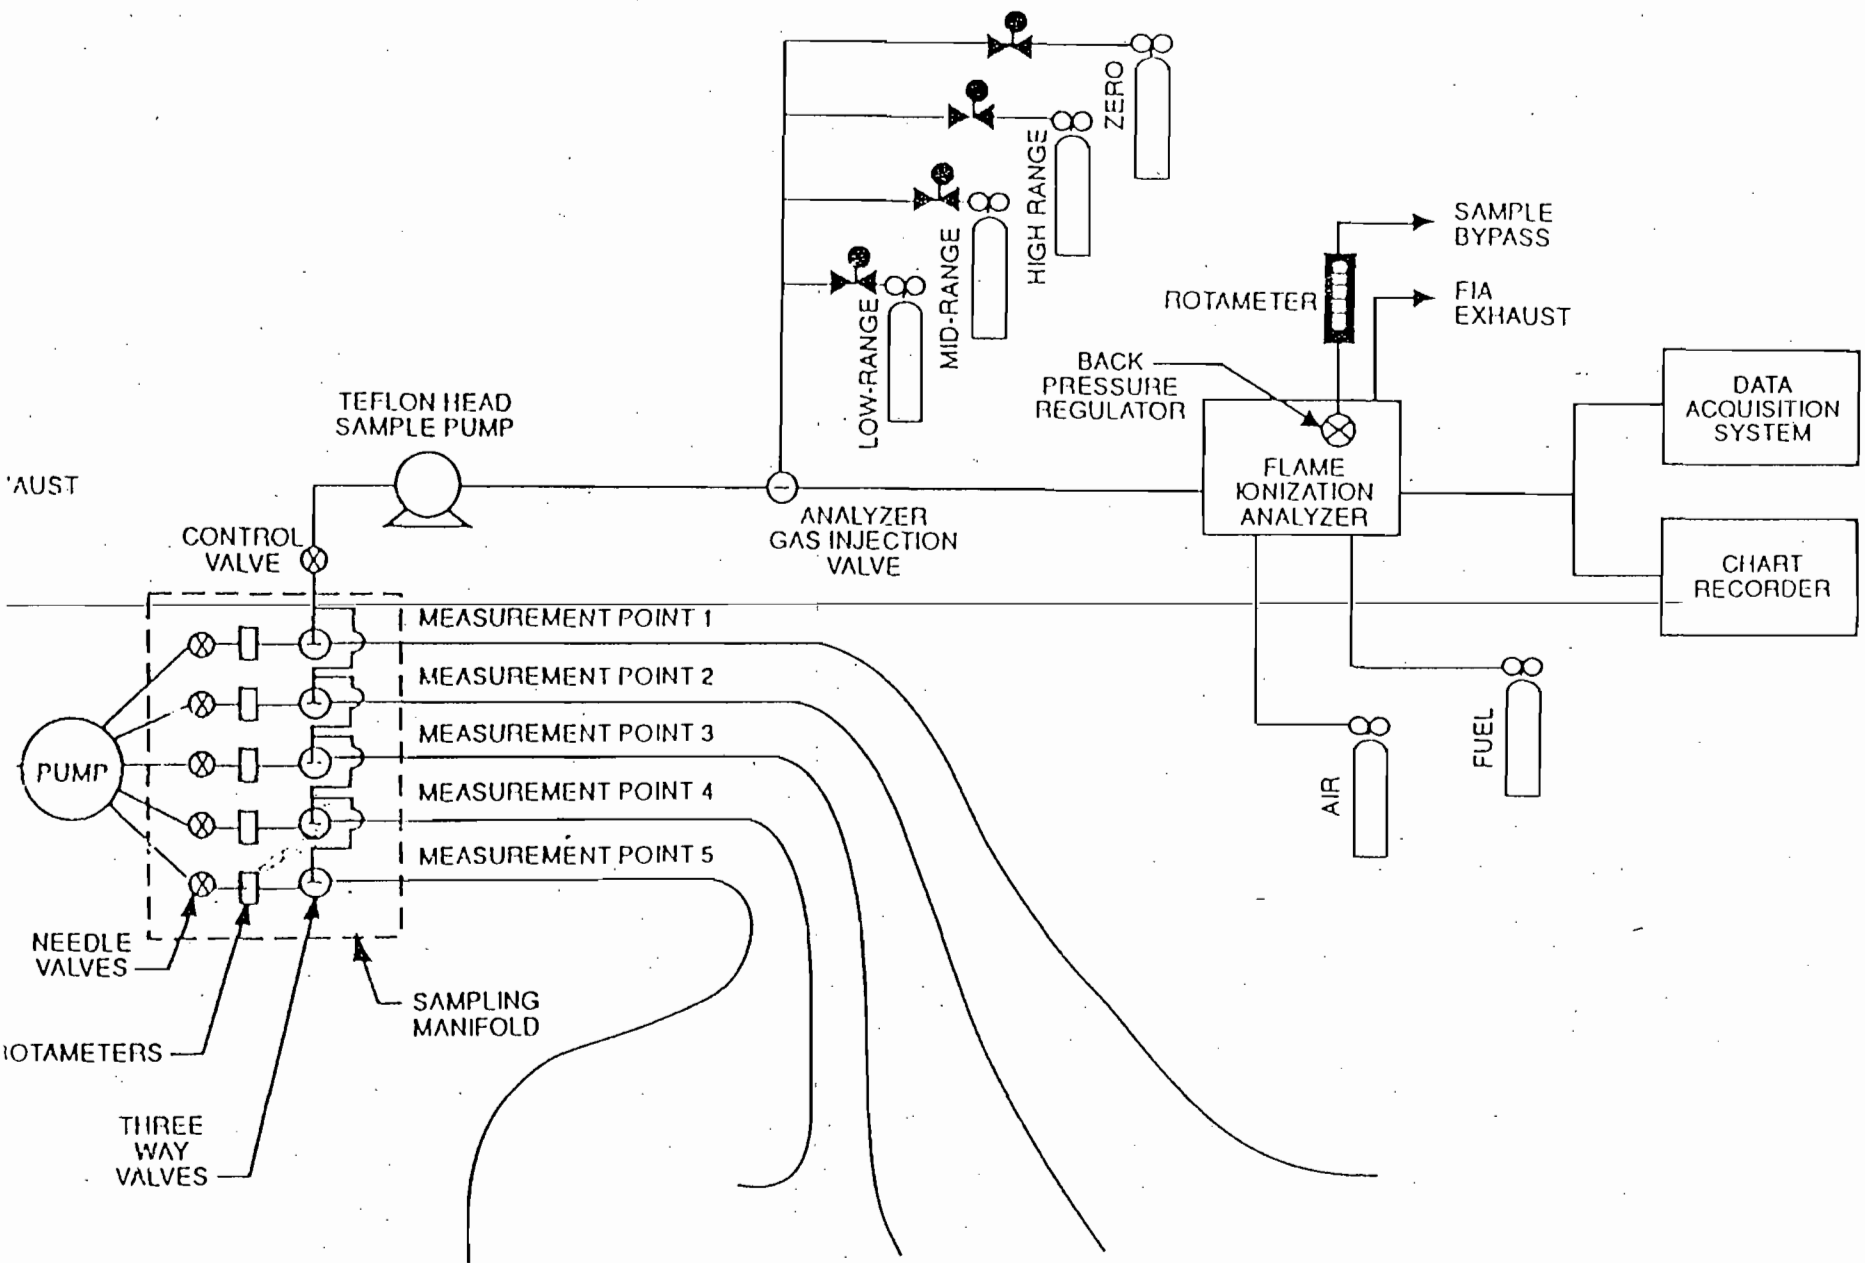 ZERO
HIGH RANGE
MID-RANGE
LOW-RANGE
SAMPLE
BYPASS
ROTAMETER
FIA
EXHAUST
BACK
PRESSURE
REGULATOR
DATA
ACQUISITION
SYSTEM
TEFLON HEAD
SAMPLE PUMP
FLAME
IONIZATION
ANALYZER
'AUST
ANALYZER
GAS INJECTION
VALVE
CONTROL
VALVE
CHART
RECORDER
MEASUREMENT POINT 1
MEASUREMENT POINT 2
MEASUREMENT POINT 3
MEASUREMENT POINT 4
MEASUREMENT POINT 5
PUMP
FUEL
AIR
NEEDLE
VALVES
SAMPLING
MANIFOLD
OTAMETERS
THREE
WAY
VALVES